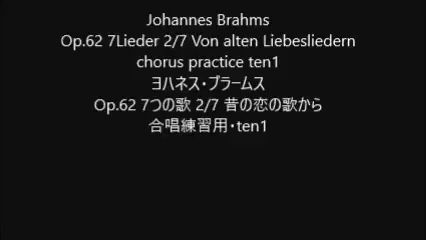 Johannes Brahms
Op.62 7Lieder 2/7 Von alten Liebesliedern
chorus practice ten1
ヨハネス・ブラームス
Op.62 7つの歌 2/7 昔の恋の歌から
合唱練習用・ten1